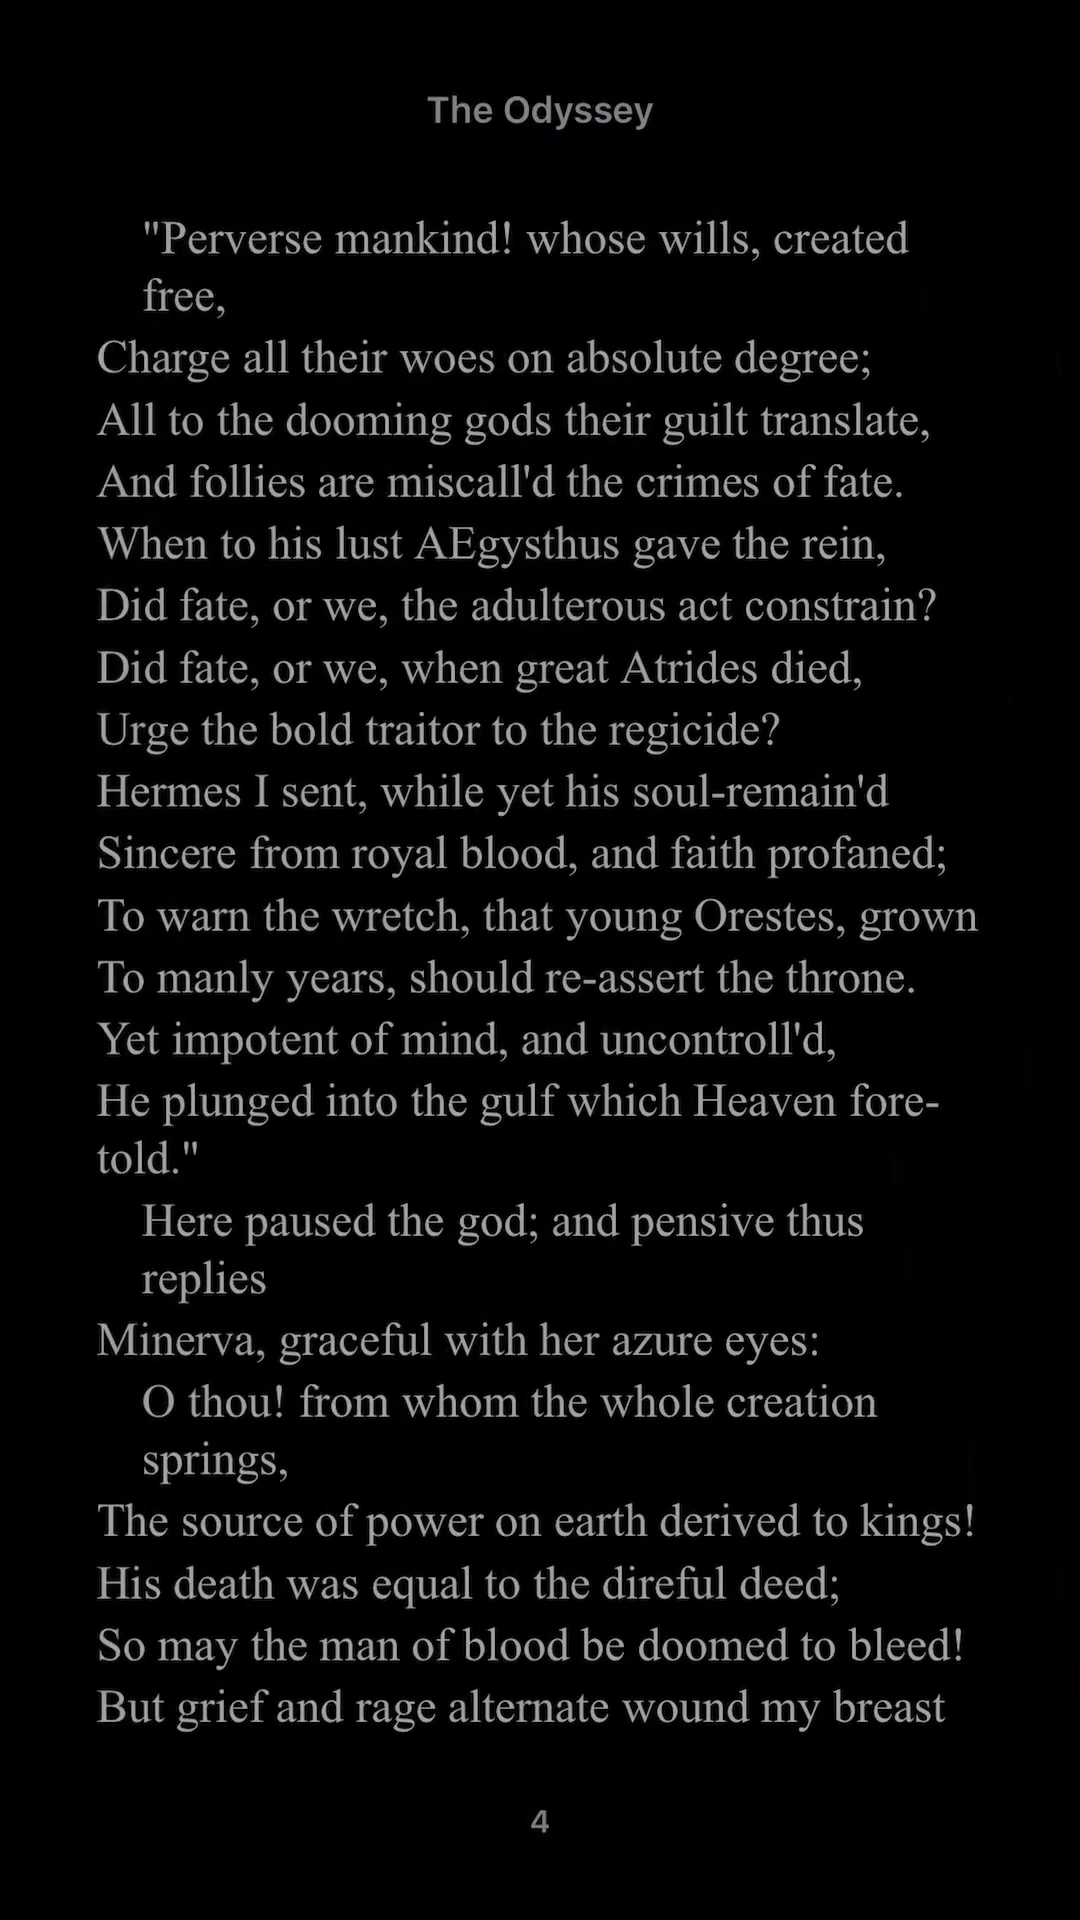 The Odyssey
"Perverse mankind! whose wills, created
free,
Charge all their woes on absolute degree;
All to the dooming gods their guilt translate,
And follies are miscall'd the crimes of fate.
When to his lust AEgysthus gave the rein,
Did fate, or we, the adulterous act constrain?
Did fate, or we, when great Atrides died,
Urge the bold traitor to the regicide?
Hermes I sent, while yet his soul-remain'd
Sincere from royal blood, and faith profaned;
To warn the wretch, that young Orestes, grown
To manly years, should re-assert the throne.
Yet impotent of mind, and uncontroll'd,
He plunged into the gulf which Heaven fore-
told."
Here paused the god; and pensive thus
replies
Minerva, graceful with her azure eyes:
O thou! from whom the whole creation
springs,
The source of power on earth derived to kings!
His death was equal to the direful deed;
So may the man of blood be doomed to bleed!
But grief and rage alternate wound my breast
4